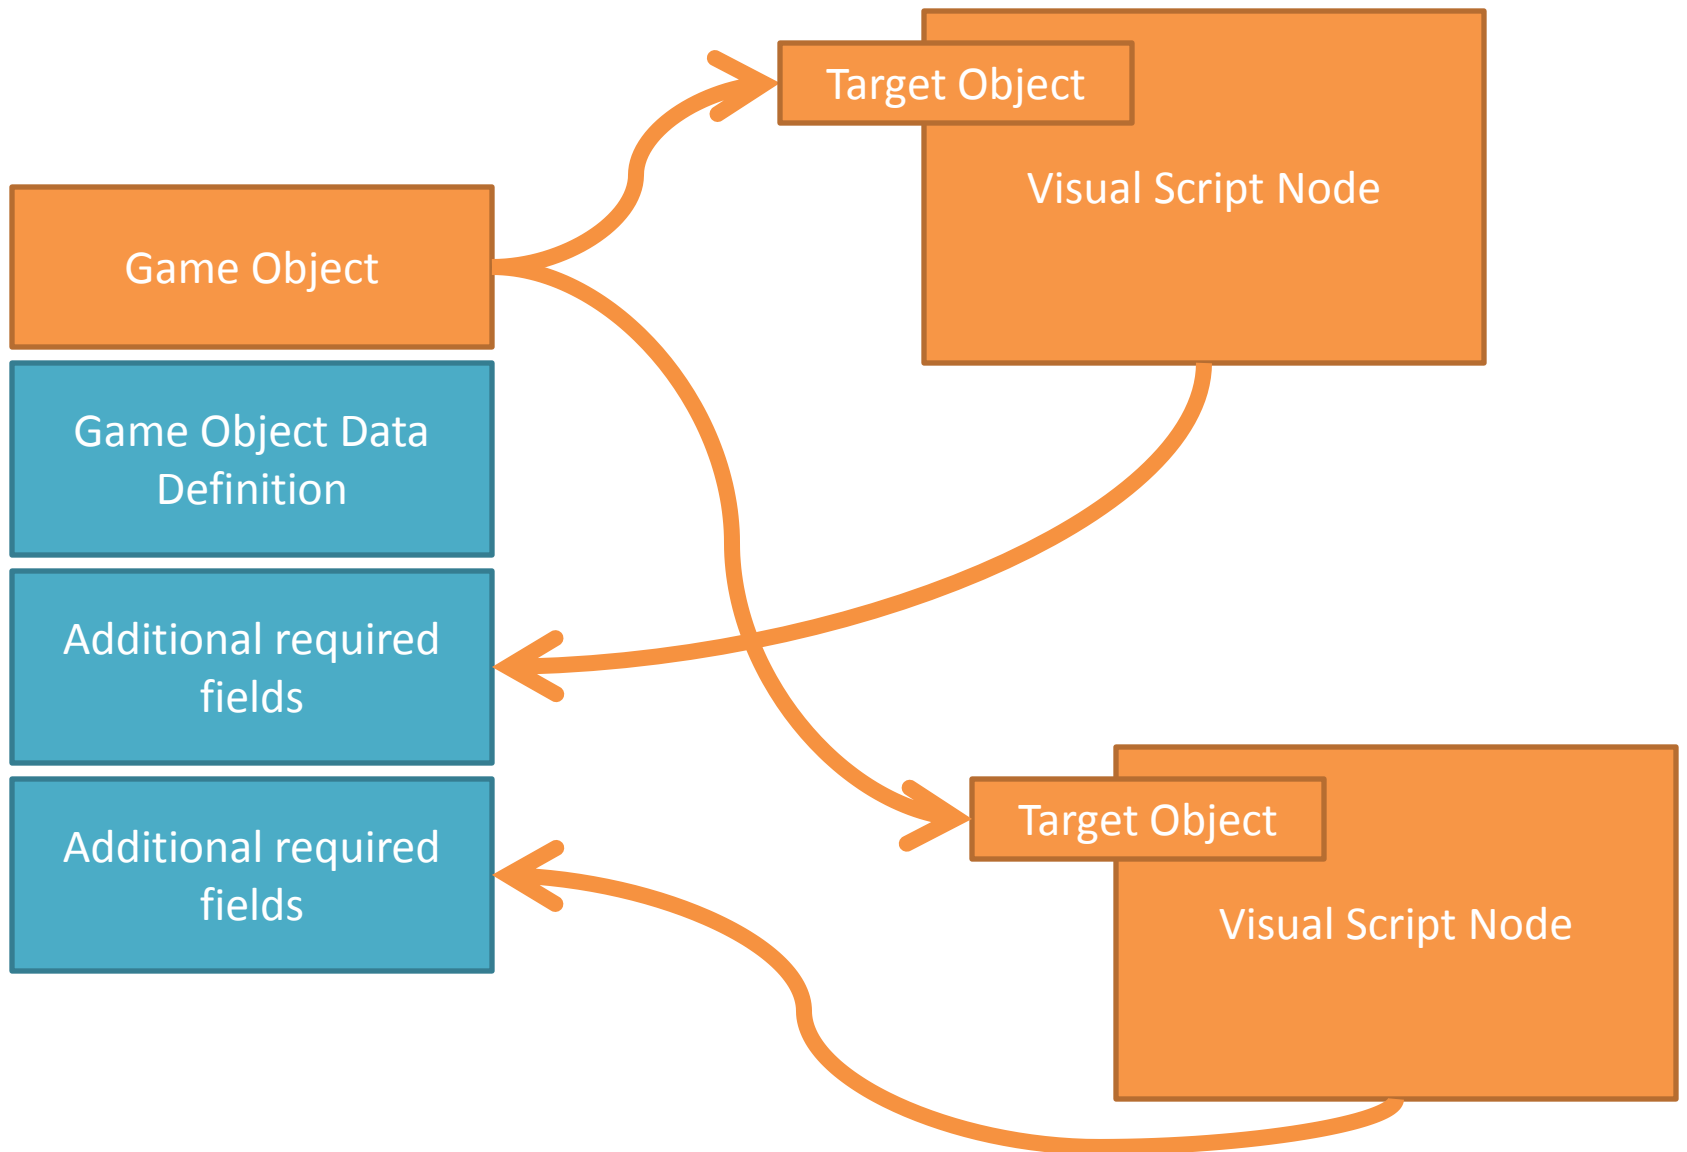 Target Object
Visual Script Node
Game Object
Game Object Data
Definition
Additional required
fields
Additional required
fields
Target Object
Visual Script Node